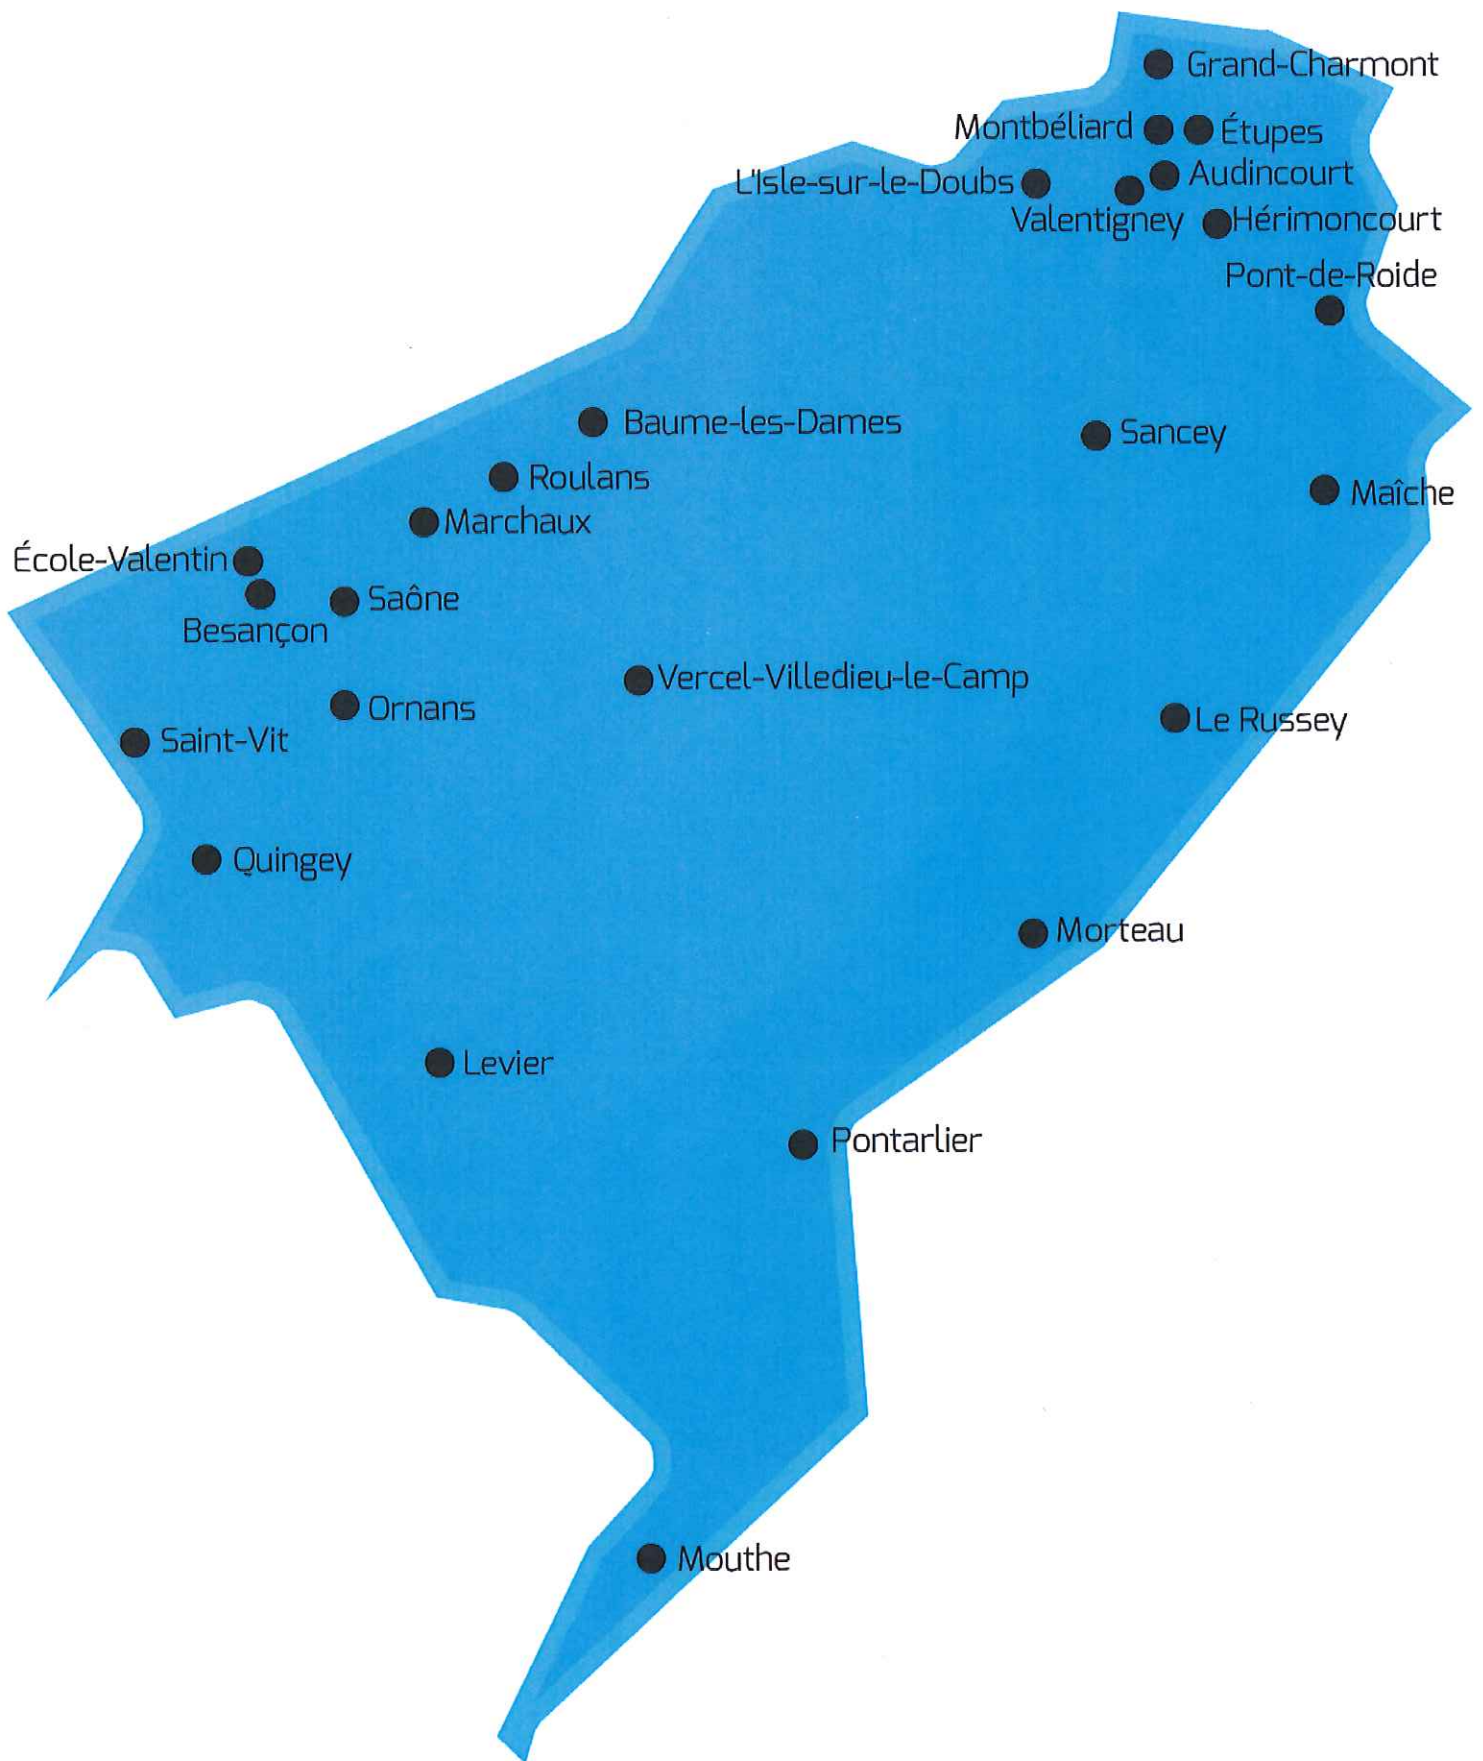 Grand-Charmont
Montbéliard
Étupes
L'Isle-sur-le-Doubs
Audincourt
Valentigney
Hérimoncourt
Pont-de-Roide
Baume-les-Dames
Sancey
Roulans
Maîche
Marchaux
École-Valentin
Saône
Besançon
Vercel-Villedieu-le-Camp
Ornans
Le Russey
Saint-Vit
Quingey
Morteau
Levier
Pontarlier
Mouthe